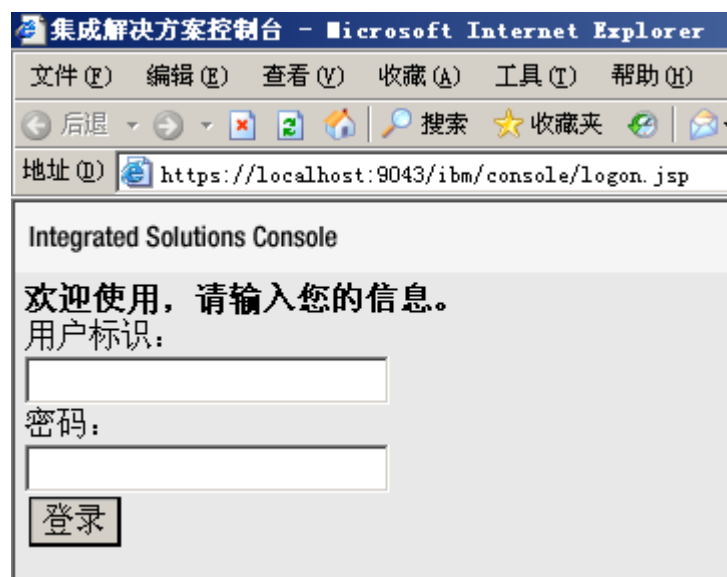 集成解决方案控制台 - Microsoft Internet Explorer
文件(F) 编辑(E) 查看(V) 收藏(A) 工具(T) 帮助(H)
后退 搜索 收藏夹
地址(D) https://localhost:9043/ibm/console/logon.jsp
Integrated Solutions Console
欢迎使用，请输入您的信息。
用户标识：
密码：
登录